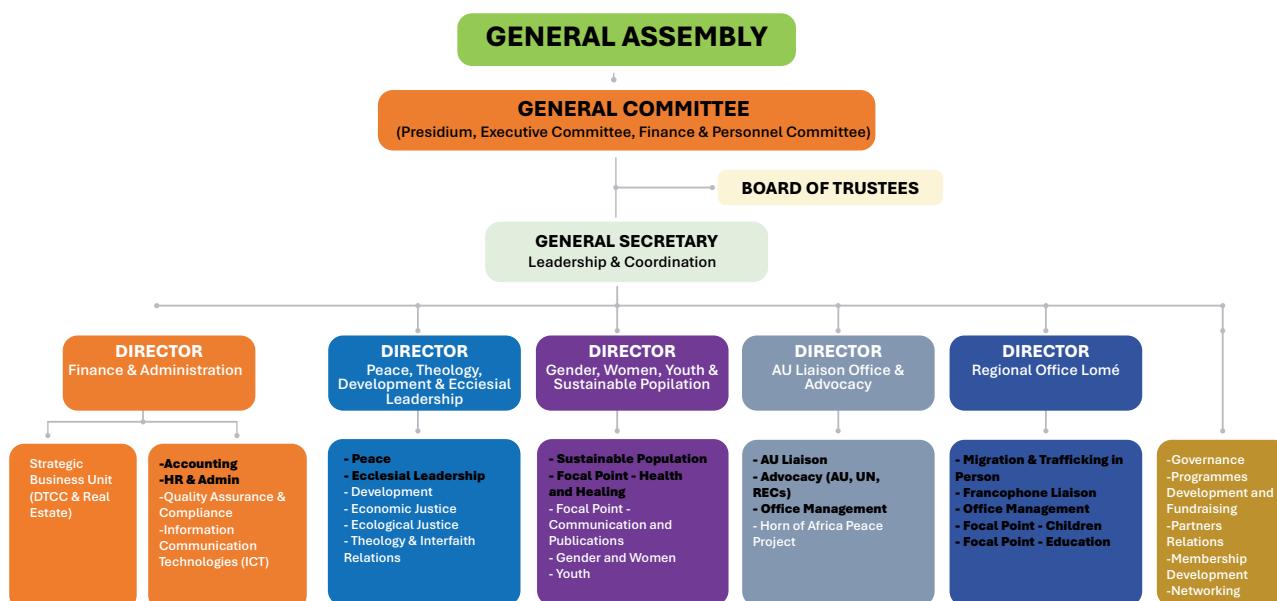 GENERAL ASSEMBLY
GENERAL COMMITTEE
(Presidium, Executive Committee, Finance & Personnel Committee)
BOARD OF TRUSTEES
GENERAL SECRETARY
Leadership & Coordination
DIRECTOR
Finance & Administration
DIRECTOR
Peace, Theology,
Development & Ecciesial
Leadership
DIRECTOR
Gender, Women, Youth &
Sustainable Popilation
DIRECTOR
AU Liaison Office &
Advocacy
DIRECTOR
Regional Office Lomé
Strategic
Business Unit
(DTCC & Real
Estate)
-Accounting
-HR & Admin
-Quality Assurance &
Compliance
-Information
Communication
Technologies (ICT)
- Peace
- Ecclesial Leadership
- Development
- Economic Justice
- Ecological Justice
- Theology & Interfaith
Relations
- Sustainable Population
- Focal Point - Health
and Healing
- Focal Point -
Communication and
Publications
- Gender and Women
- Youth
- AU Liaison
- Advocacy (AU, UN,
RECs)
- Office Management
- Horn of Africa Peace
Project
- Migration & Trafficking in
Person
- Francophone Liaison
- Office Management
- Focal Point - Children
- Focal Point - Education
- Governance
- Programmes
Development and
Fundraising
- Partners
Relations
- Membership
Development
- Networking